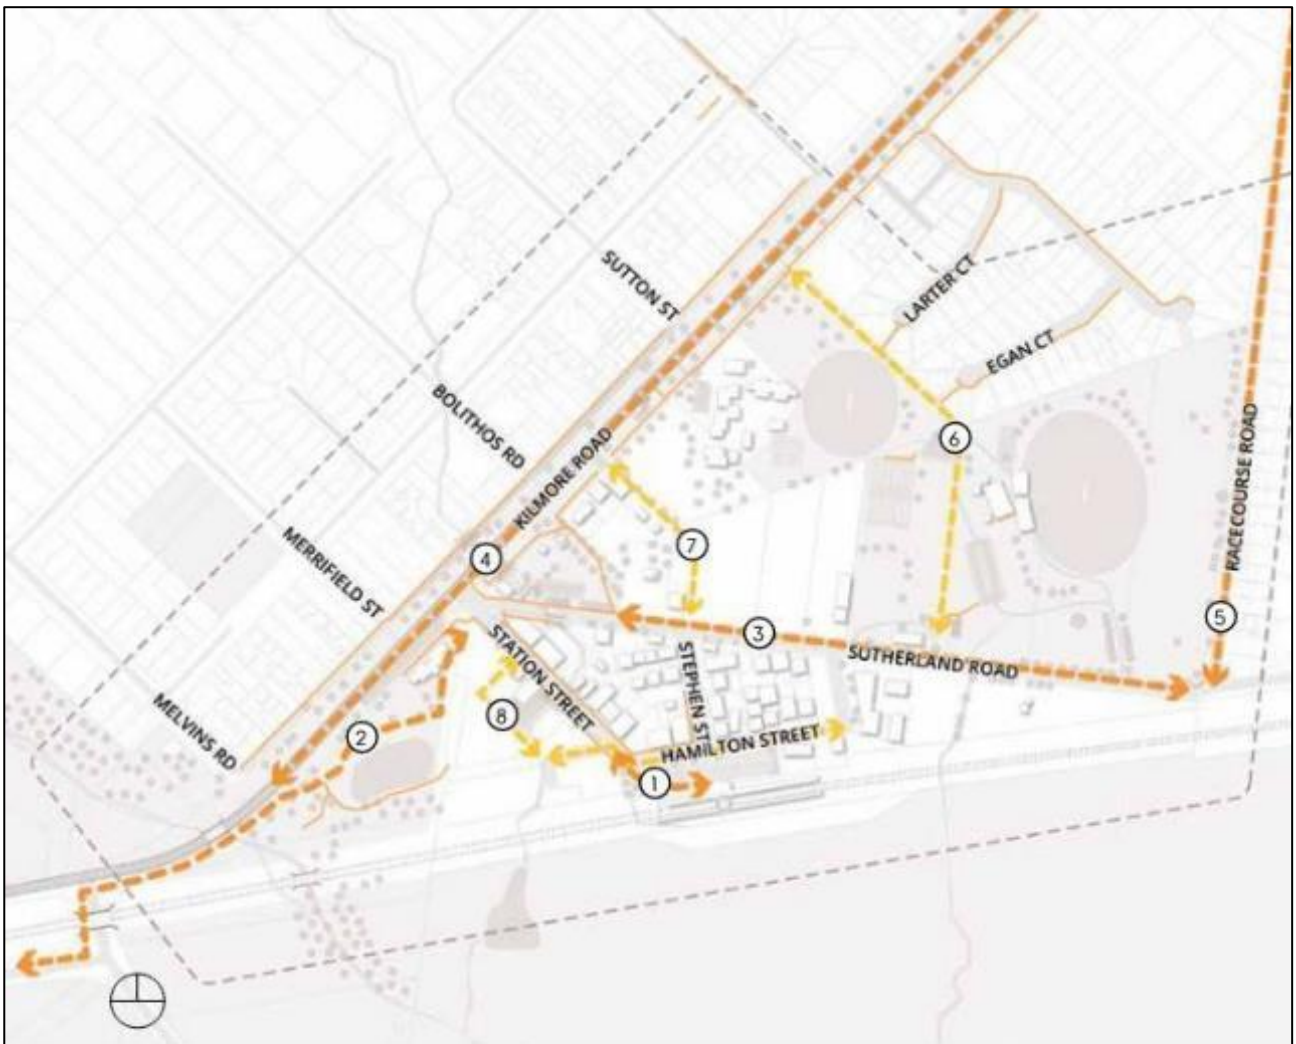 SUTTON ST
LARTER CT
EGAN CT
BOLITHOS RD
KILMORE ROAD
6
RACECOURSE ROAD
MERRIFIELD ST
4
7
5
3
STATION STREET
STEPHEN ST
SUTHERLAND ROAD
MELVINS RD
8
2
HAMILTON STREET
1